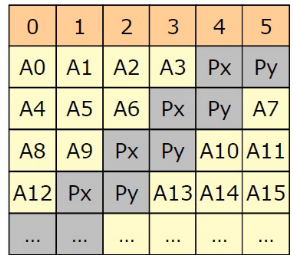 0 1 2 3 4 5
A0 A1 A2 A3 Px Py
A4 A5 A6 Px Py A7
A8 A9 Px Py A10 A11
A12 Px Py A13 A14 A15
... ... ... ... ... ...